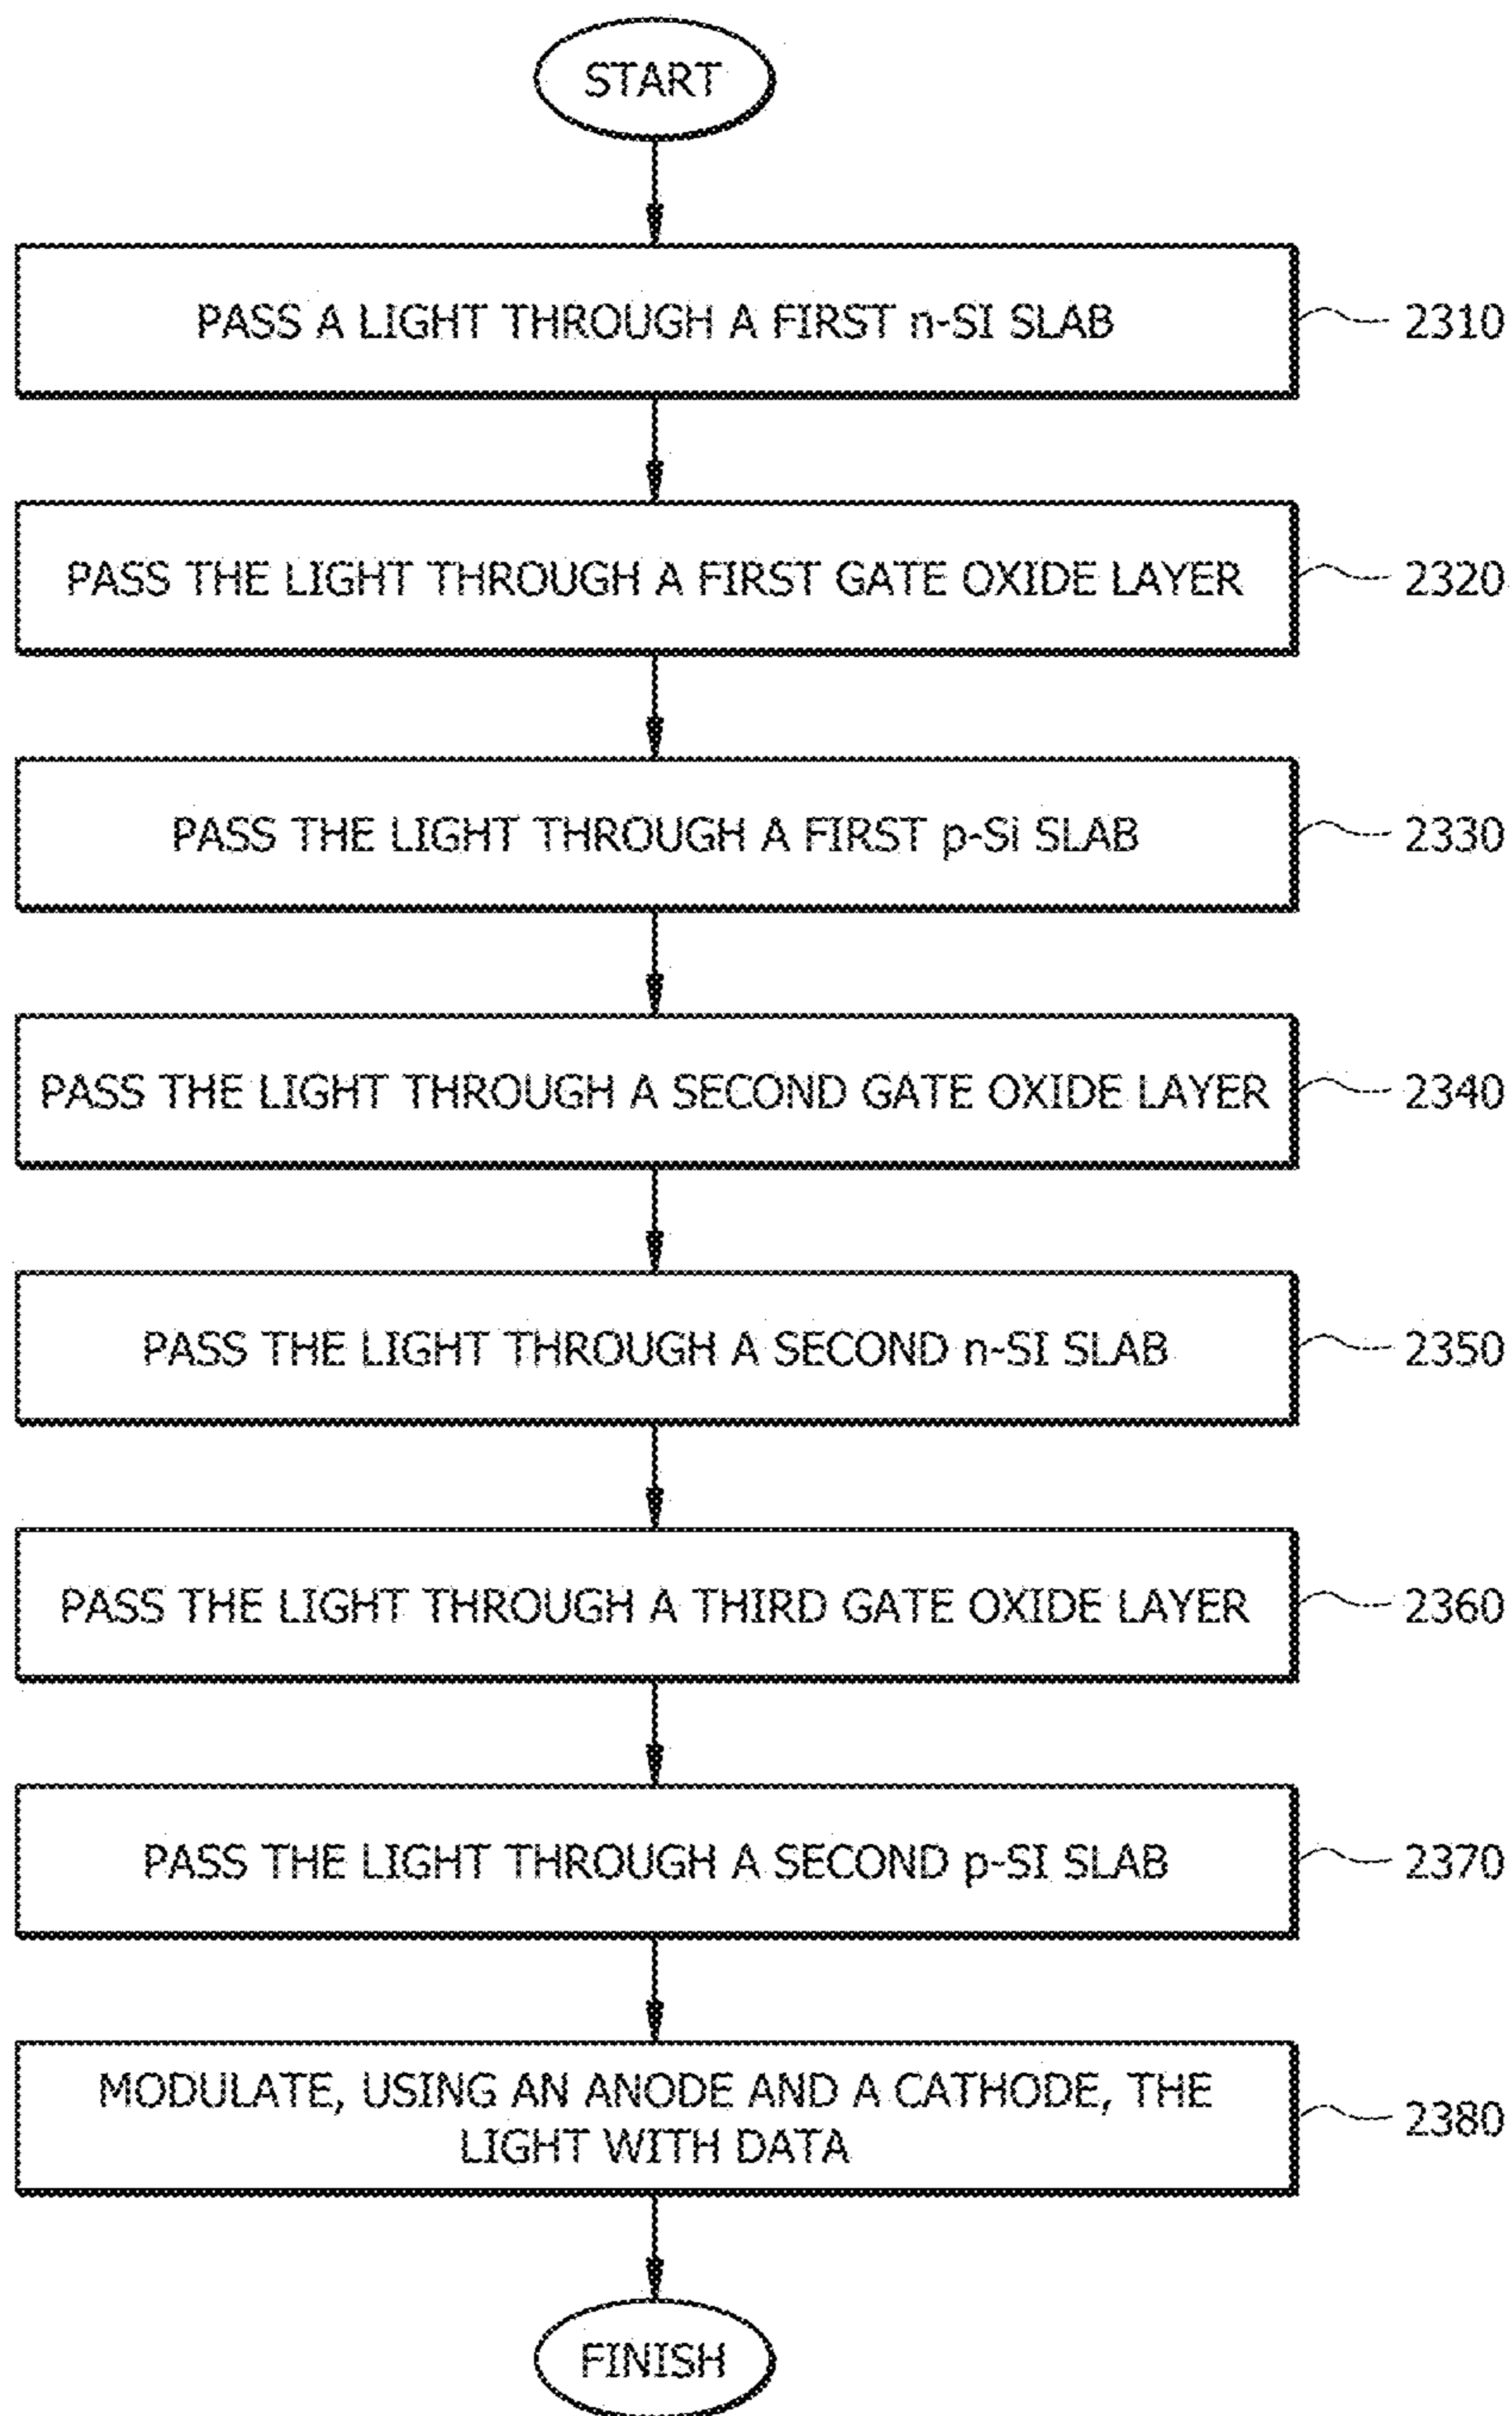 START
PASS A LIGHT THROUGH A FIRST n-SI SLAB
2310
PASS THE LIGHT THROUGH A FIRST GATE OXIDE LAYER
2320
PASS THE LIGHT THROUGH A FIRST p-Si SLAB
2330
PASS THE LIGHT THROUGH A SECOND GATE OXIDE LAYER
2340
PASS THE LIGHT THROUGH A SECOND n-SI SLAB
2350
PASS THE LIGHT THROUGH A THIRD GATE OXIDE LAYER
2360
PASS THE LIGHT THROUGH A SECOND p-SI SLAB
2370
MODULATE, USING AN ANODE AND A CATHODE, THE
LIGHT WITH DATA
2380
FINISH